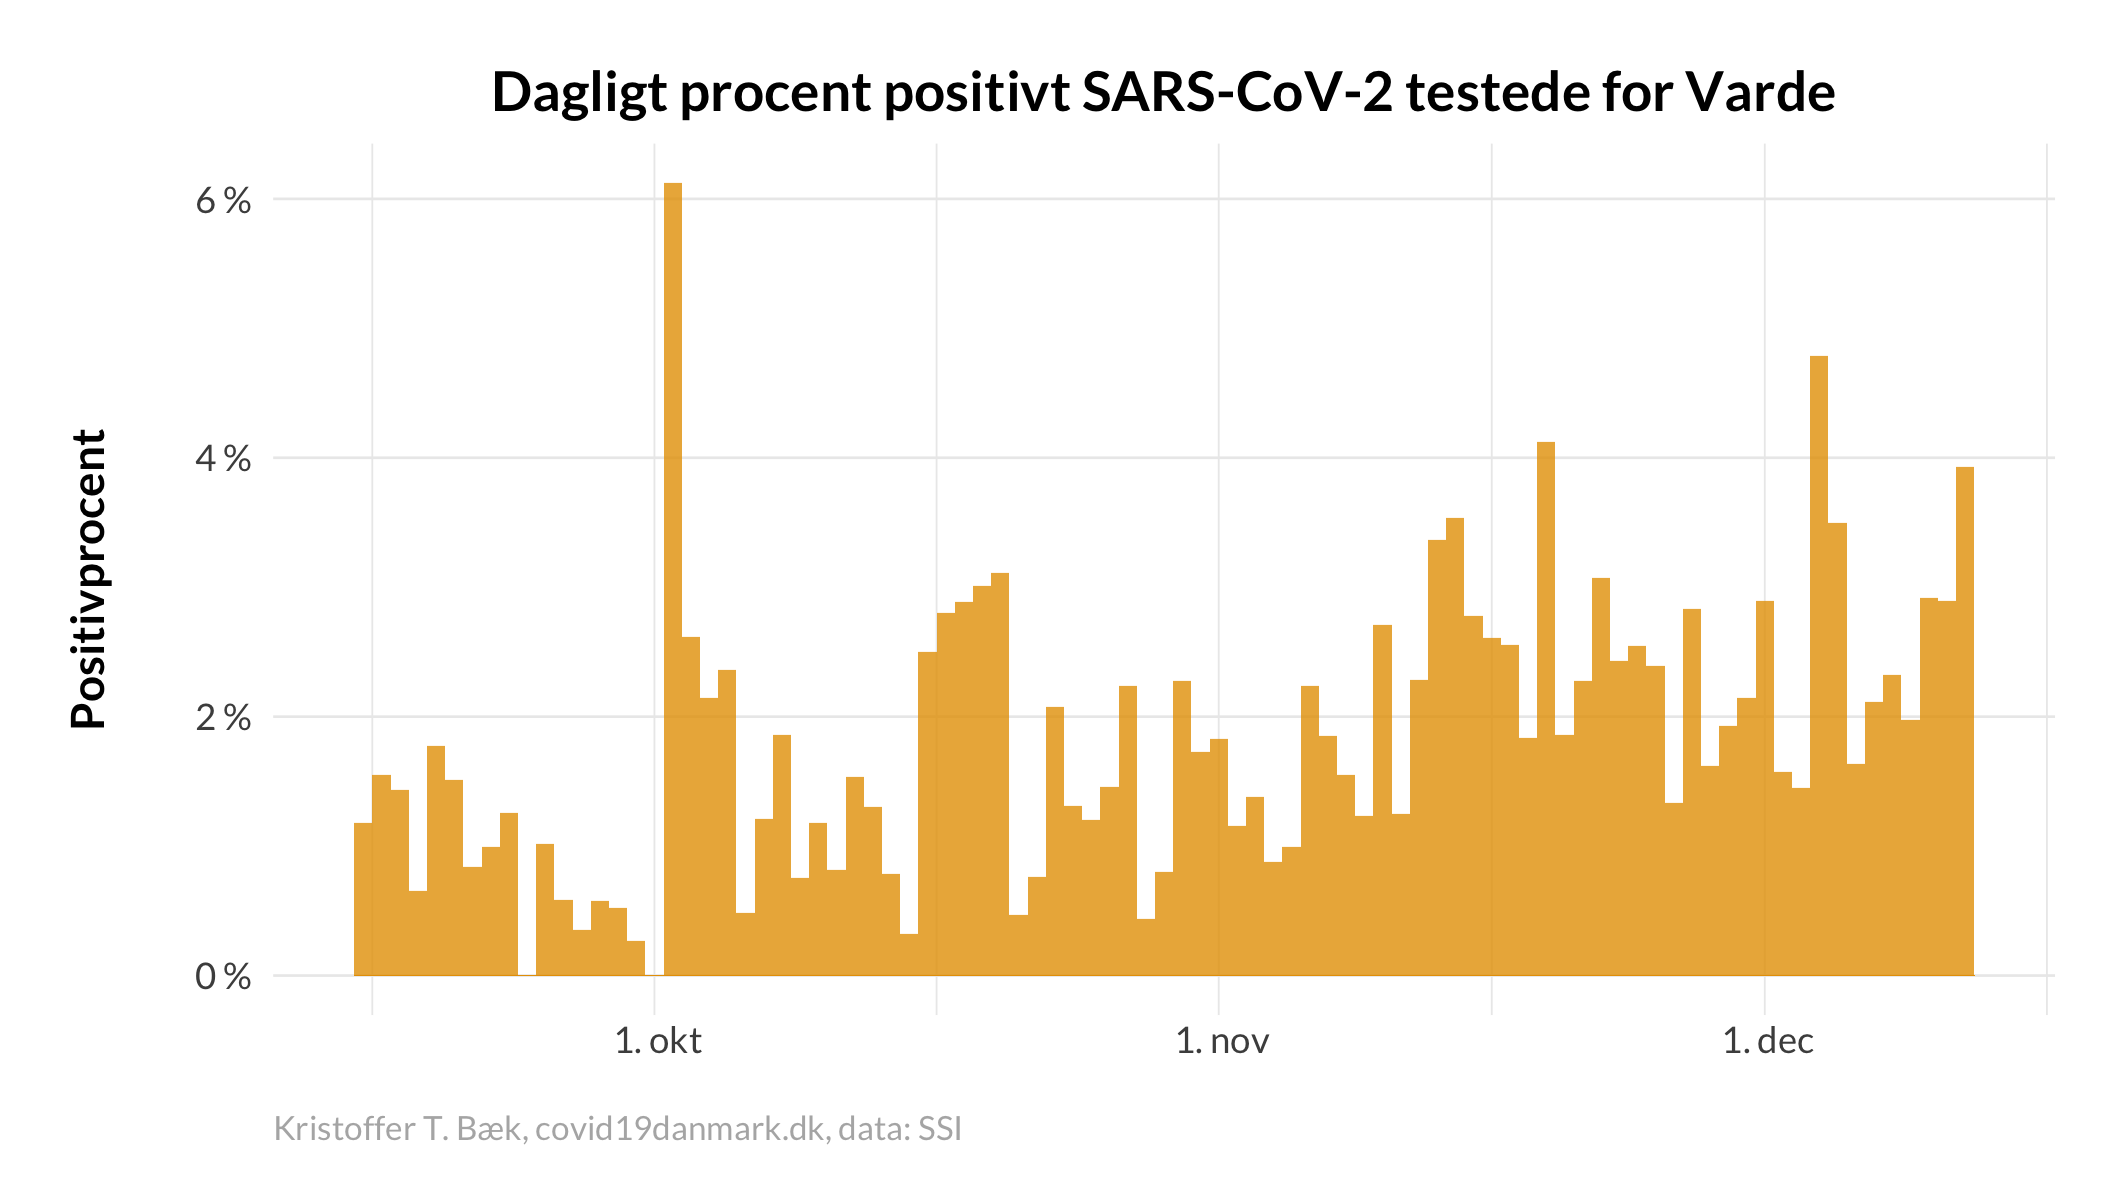 Dagligt procent positivt SARS-CoV-2 testede for Varde
Positivprocent
6 %
4 %
2 %
0 %
1. okt
1. nov
1. dec
Kristoffer T. Bæk, covid19danmark.dk, data: SSI